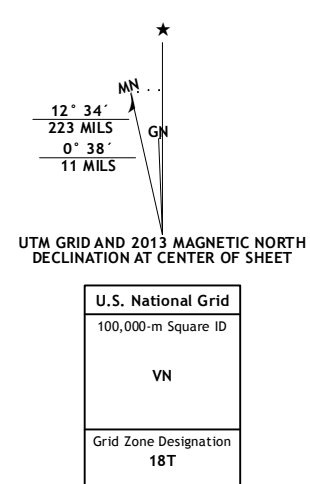 ★
MN
12° 34´
223 MILS
GN
0° 38´
11 MILS
UTM GRID AND 2013 MAGNETIC NORTH
DECLINATION AT CENTER OF SHEET
U.S. National Grid
100,000-m Square ID
VN
Grid Zone Designation
18T